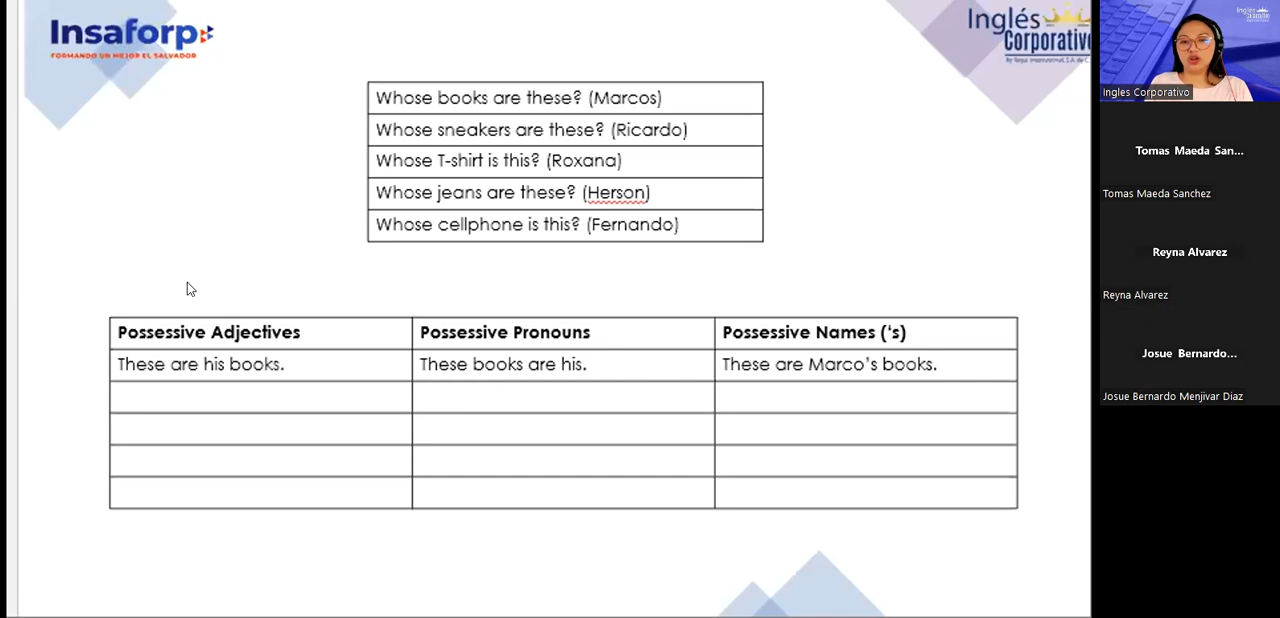 Insaforp
FORMANDO UN MEJOR EL SALVADOR
Inglés
Corporativo
Whose books are these? (Marcos)
Whose sneakers are these? (Ricardo)
Whose T-shirt is this? (Roxana)
Whose jeans are these? (Herson)
Whose cellphone is this? (Fernando)
Possessive Adjectives Possessive Pronouns Possessive Names (‘s)
These are his books. These books are his. These are Marco’s books.
Ingles Corporativo
Tomas Maeda San...
Tomas Maeda Sanchez
Reyna Alvarez
Reyna Alvarez
Josue Bernardo...
Josue Bernardo Menjivar Diaz